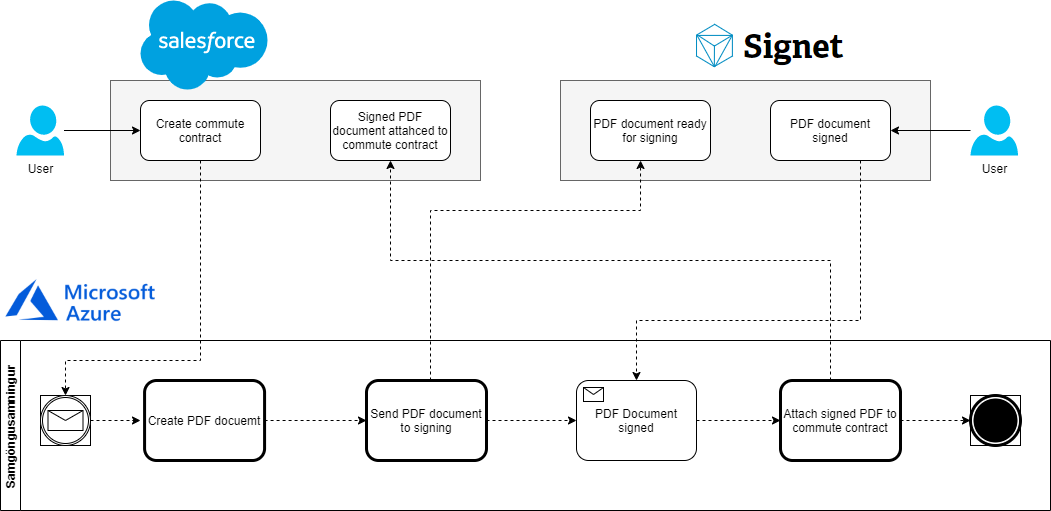 salesforce
Signet
Create commute
contract
Signed PDF
document attahced to
commute contract
PDF document ready
for signing
PDF document
signed
User
User
Microsoft
Azure
Samgöngusamningur
Create PDF docuemt
Send PDF document
to signing
PDF Document
signed
Attach signed PDF to
commute contract